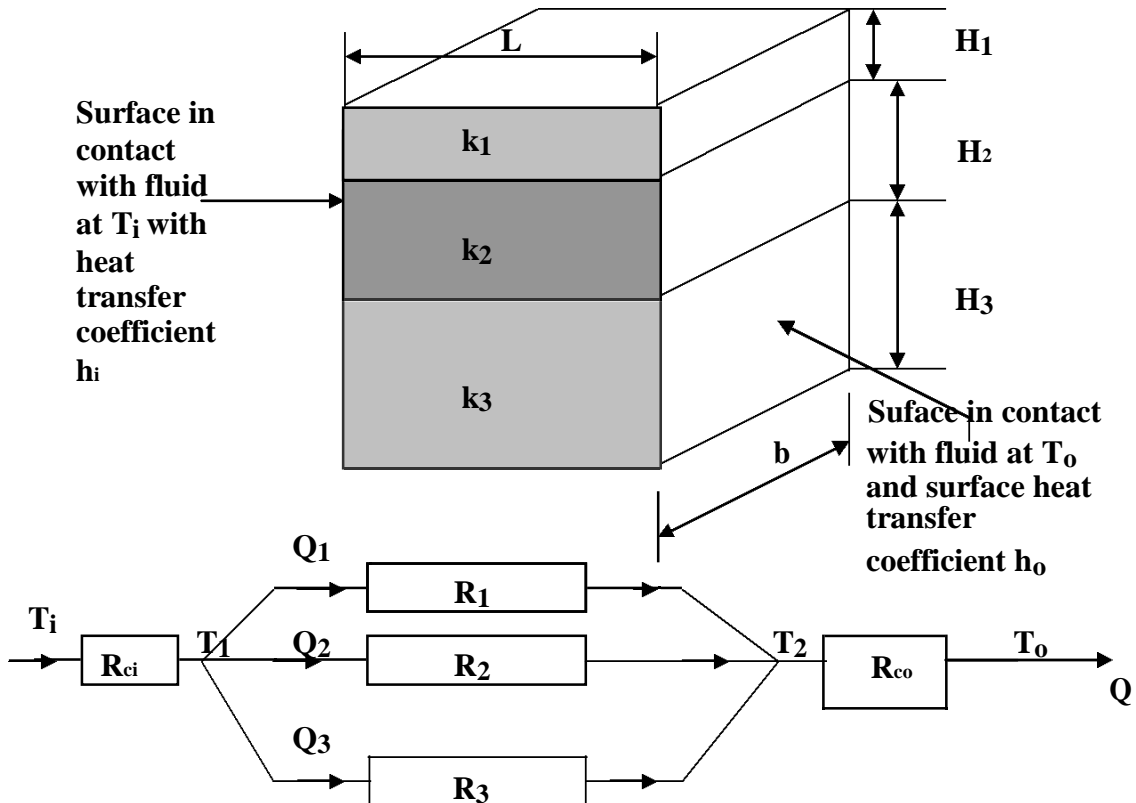 L
H1
Surface in
contact
with fluid
at Ti with
heat
transfer
coefficient
hi
k1
H2
k2
H3
k3
Suface in contact
with fluid at To
and surface heat
transfer
coefficient ho
b
Q1
R1
Ti
Rci
T1
Q2
R2
T2
Rco
To
Q
Q3
R3